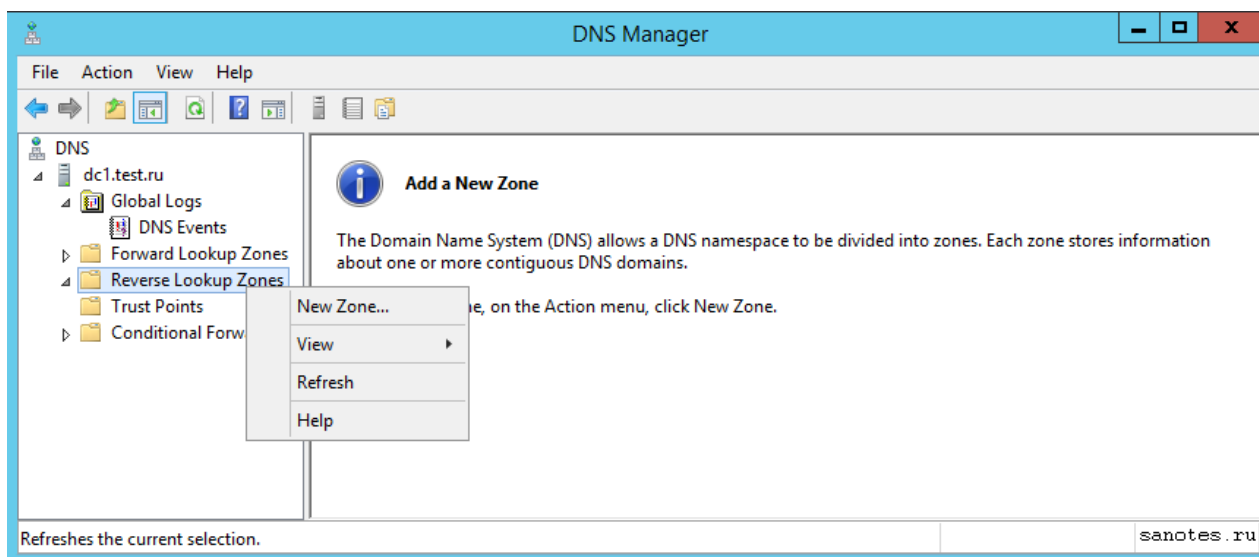 DNS Manager
File Action View Help
DNS
dc1.test.ru
Global Logs
DNS Events
Forward Lookup Zones
Reverse Lookup Zones
Trust Points
Conditional Forw
New Zone...
View
Refresh
Help
Add a New Zone
The Domain Name System (DNS) allows a DNS namespace to be divided into zones. Each zone stores information
about one or more contiguous DNS domains.
, on the Action menu, click New Zone.
Refreshes the current selection.
sanotes.ru